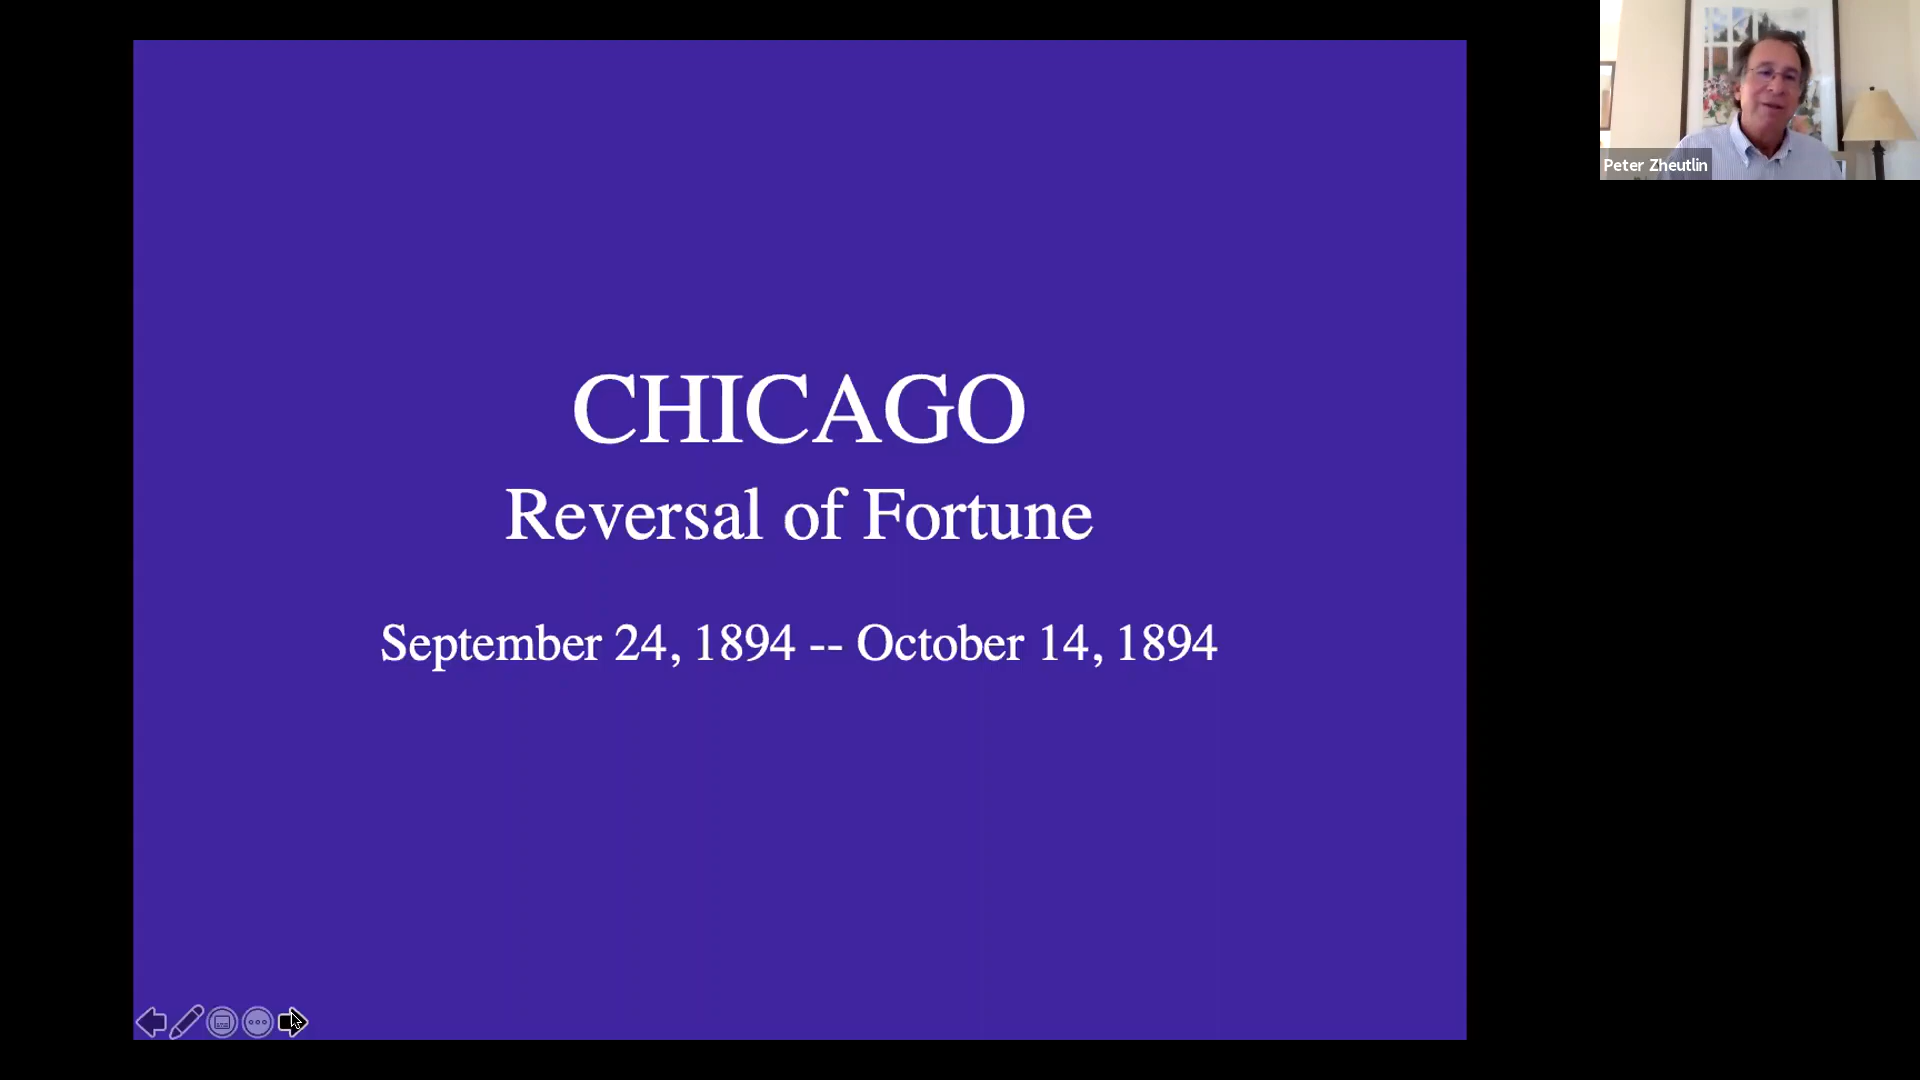 CHICAGO
Reversal of Fortune
September 24, 1894 -- October 14, 1894
Peter Zheutlin